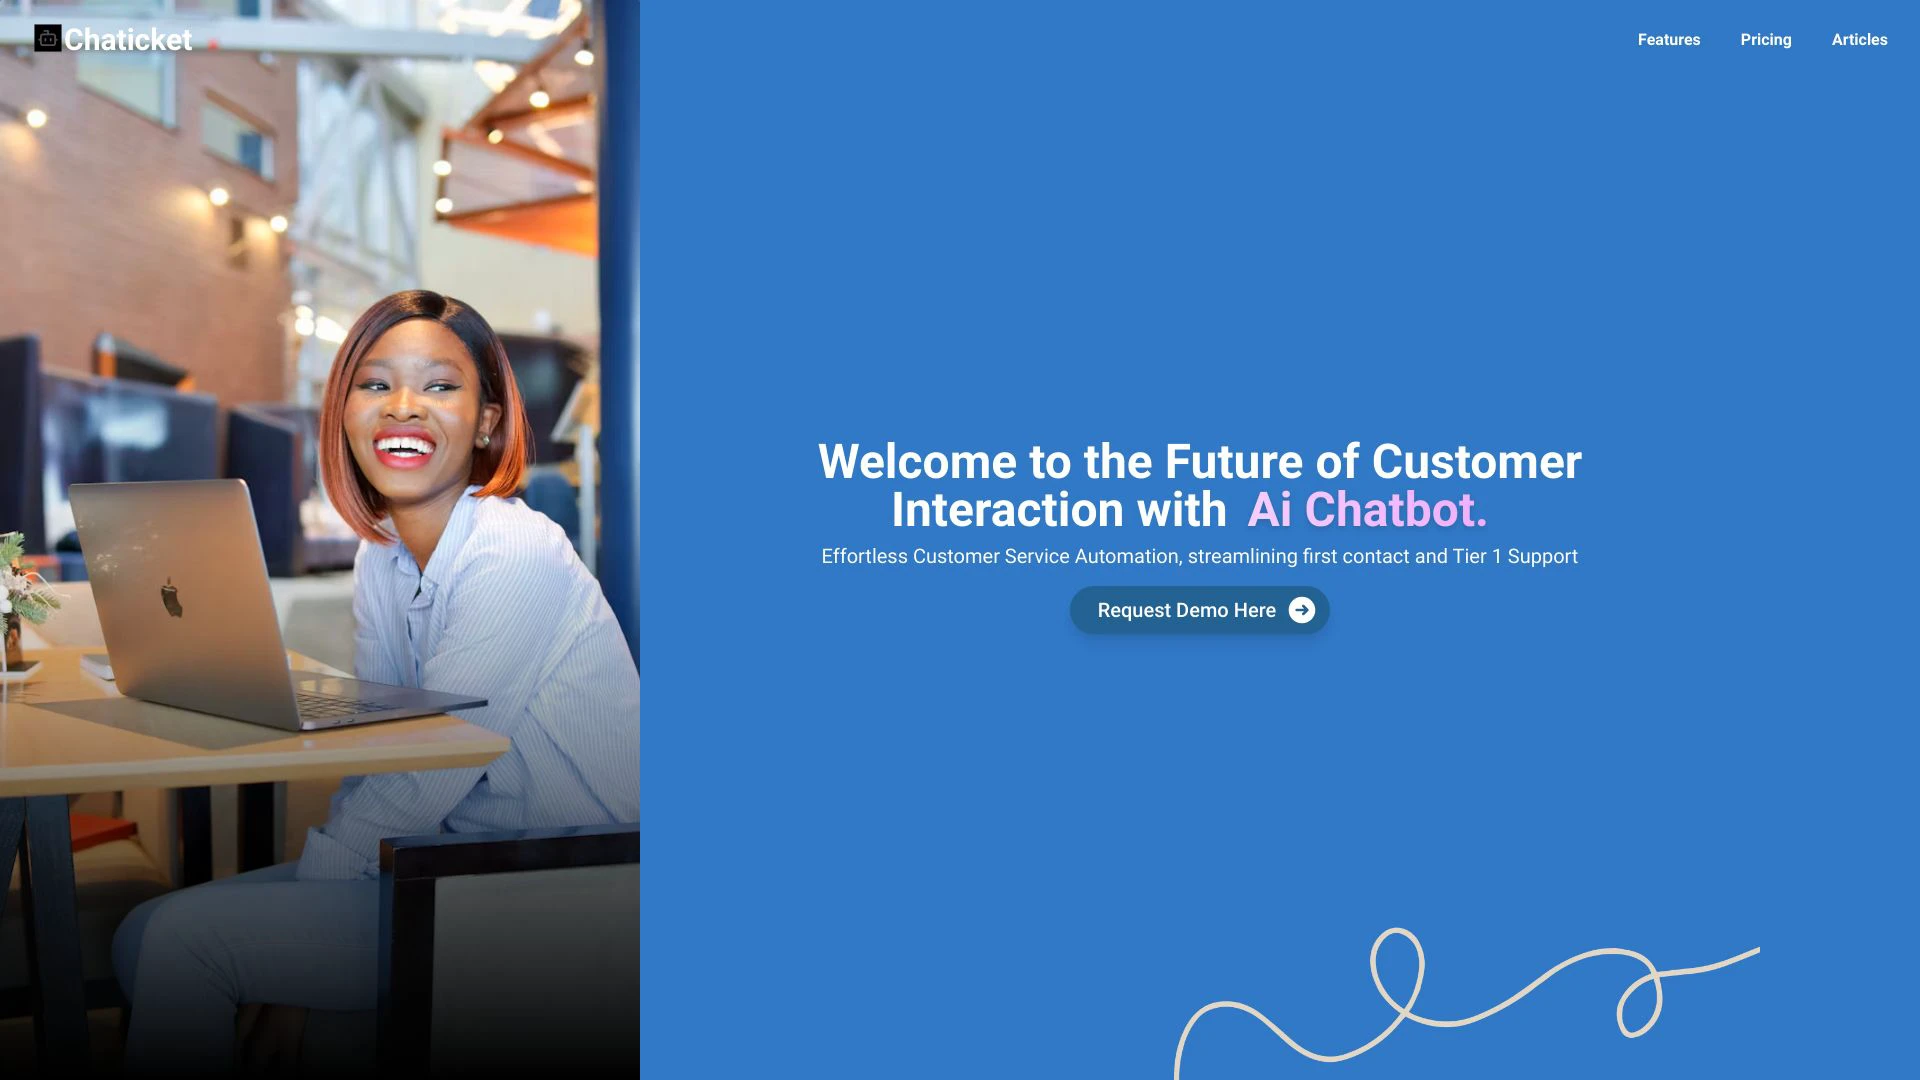 Chaticket
Features
Pricing
Articles
Welcome to the Future of Customer
Interaction with Ai Chatbot.
Effortless Customer Service Automation, streamlining first contact and Tier 1 Support
Request Demo Here